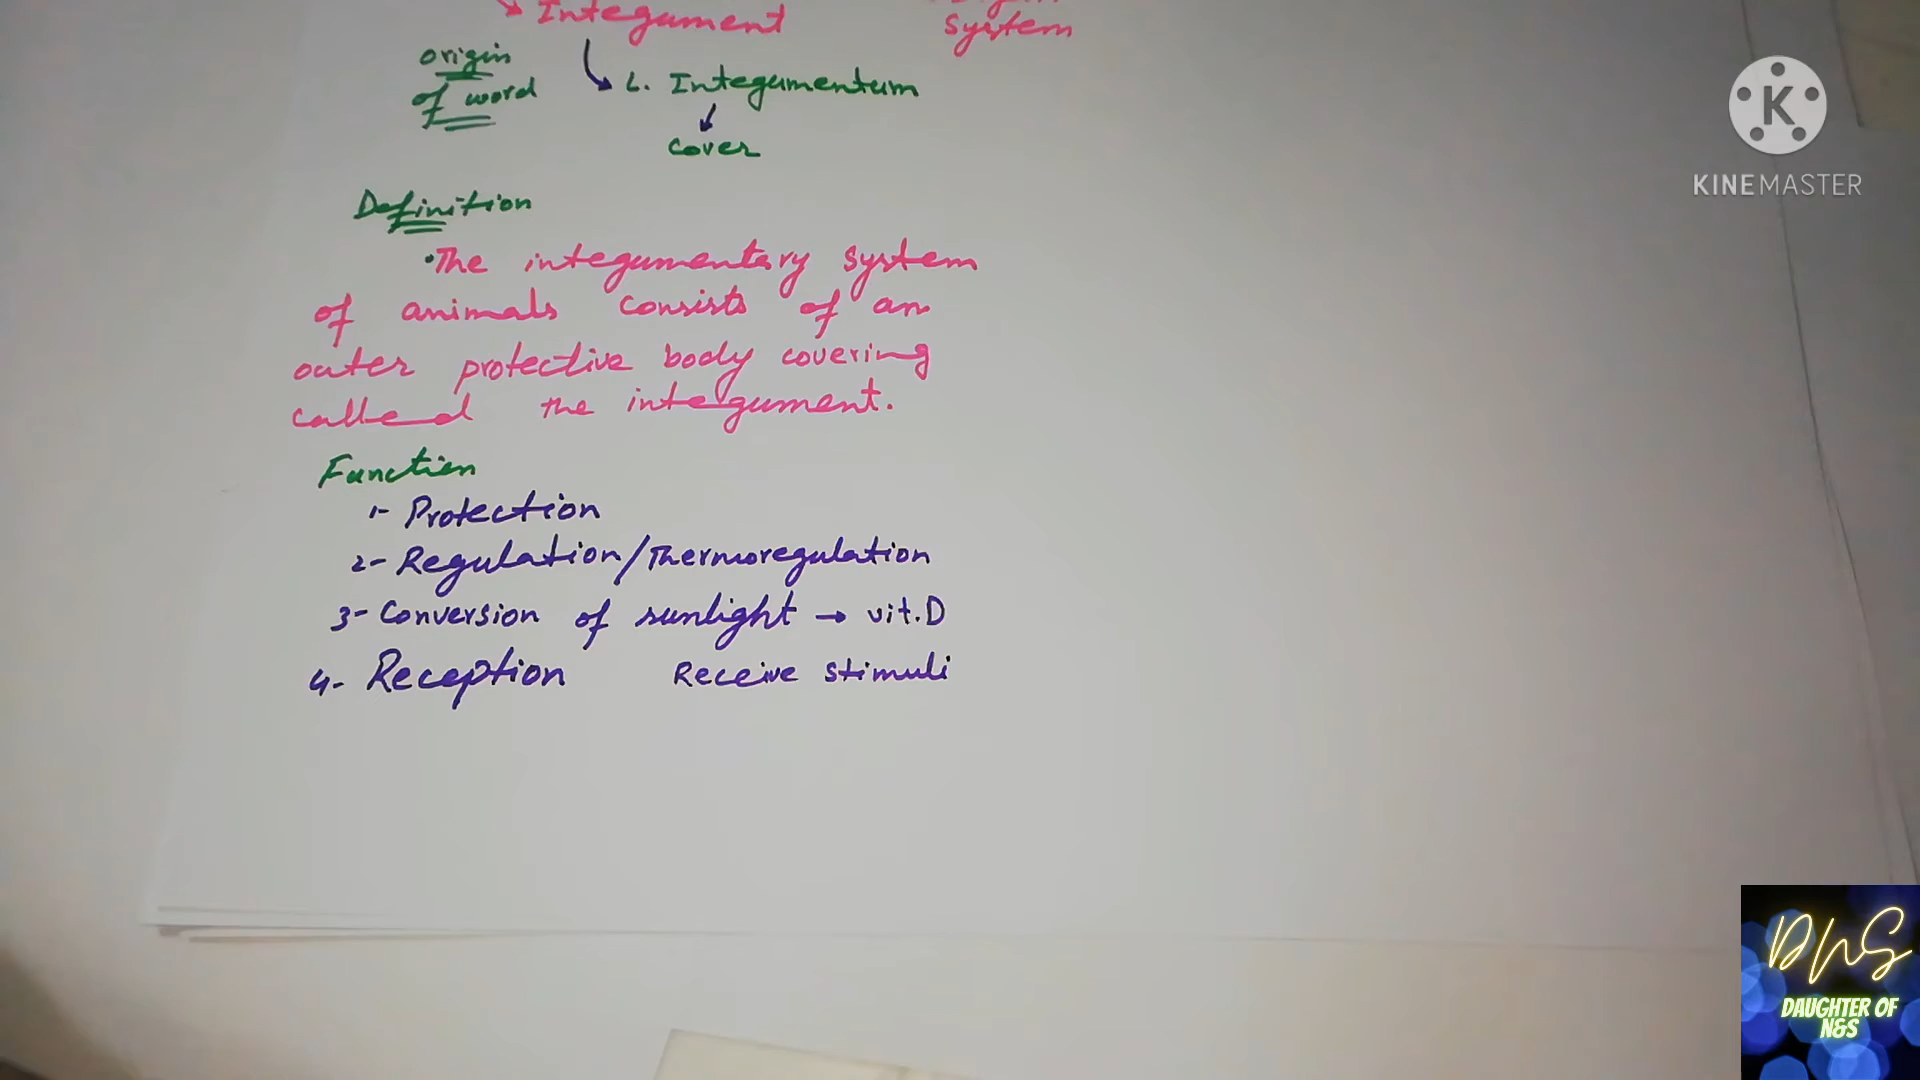 Integument
System
origin
of word
L. Integumentum
Cover
Definition
•The integumentary system
of animals consists of an
outer protective body covering
called the integument.
Function
1- Protection
2- Regulation/Thermoregulation
3- Conversion of sunlight → vit.D
4- Reception Receive stimuli
K
KINEMASTER
DNS
DAUGHTER OF
N&S